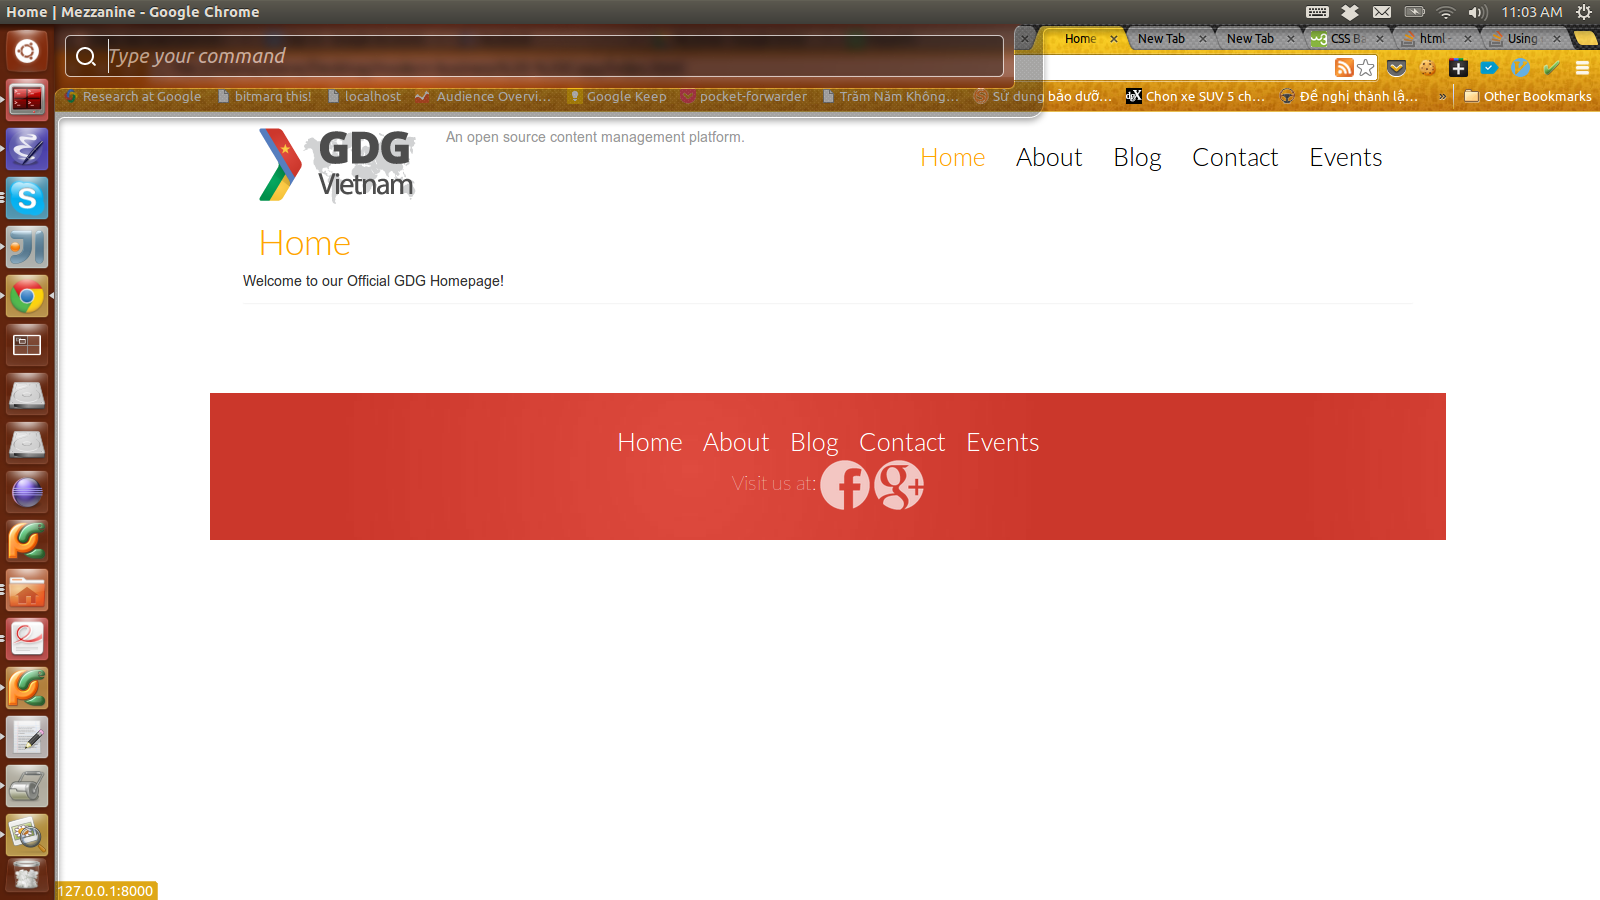 Home | Mezzanine - Google Chrome
11:03 AM
Type your command
Home
New Tab
New Tab
CSS B
html -
Using
Research at Google
bitmarq this!
localhost
Audience Overvi...
Google Keep
pocket-forwarder
Trăm Năm Không...
Sử dụng bảo dưỡ...
Chon xe SUV 5 ch...
Đề nghị thành lậ...
»
Other Bookmarks
GDG
Vietnam
An open source content management platform.
Home About Blog Contact Events
Home
Welcome to our Official GDG Homepage!
Home About Blog Contact Events
Visit us at:
127.0.0.1:8000